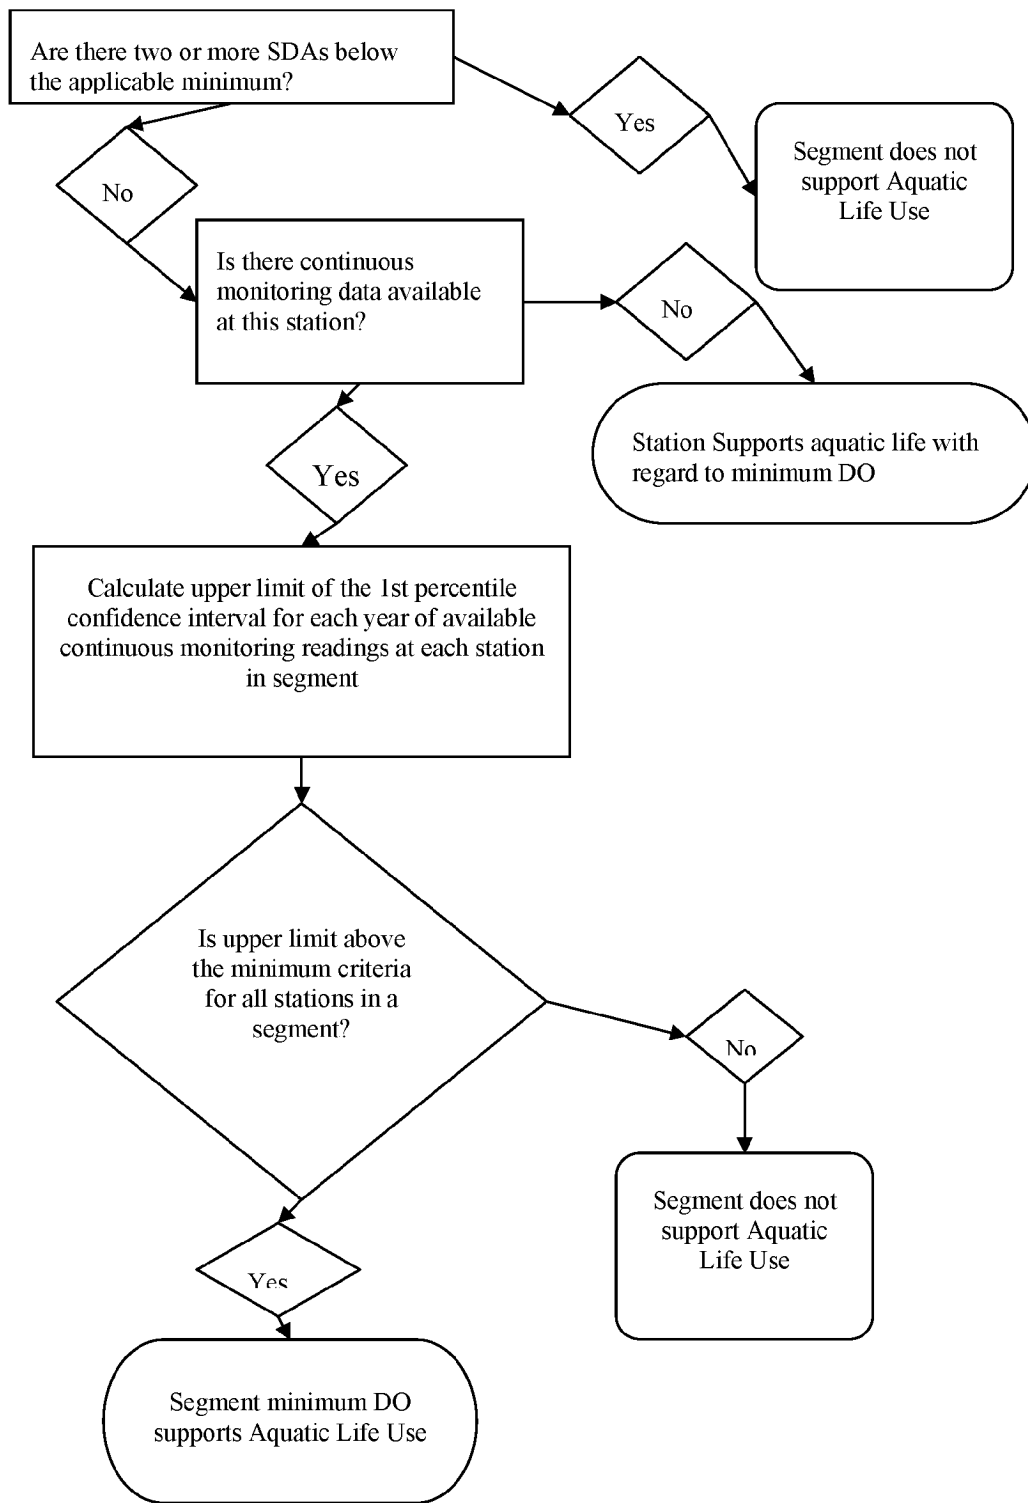 Are there two or more SDAs below
the applicable minimum?
Yes
Segment does not
support Aquatic
Life Use
No
Is there continuous
monitoring data available
at this station?
No
Station Supports aquatic life with
regard to minimum DO
Yes
Calculate upper limit of the 1st percentile
confidence interval for each year of available
continuous monitoring readings at each station
in segment
Is upper limit above
the minimum criteria
for all stations in a
segment?
No
Segment does not
support Aquatic
Life Use
Yes
Segment minimum DO
supports Aquatic Life Use